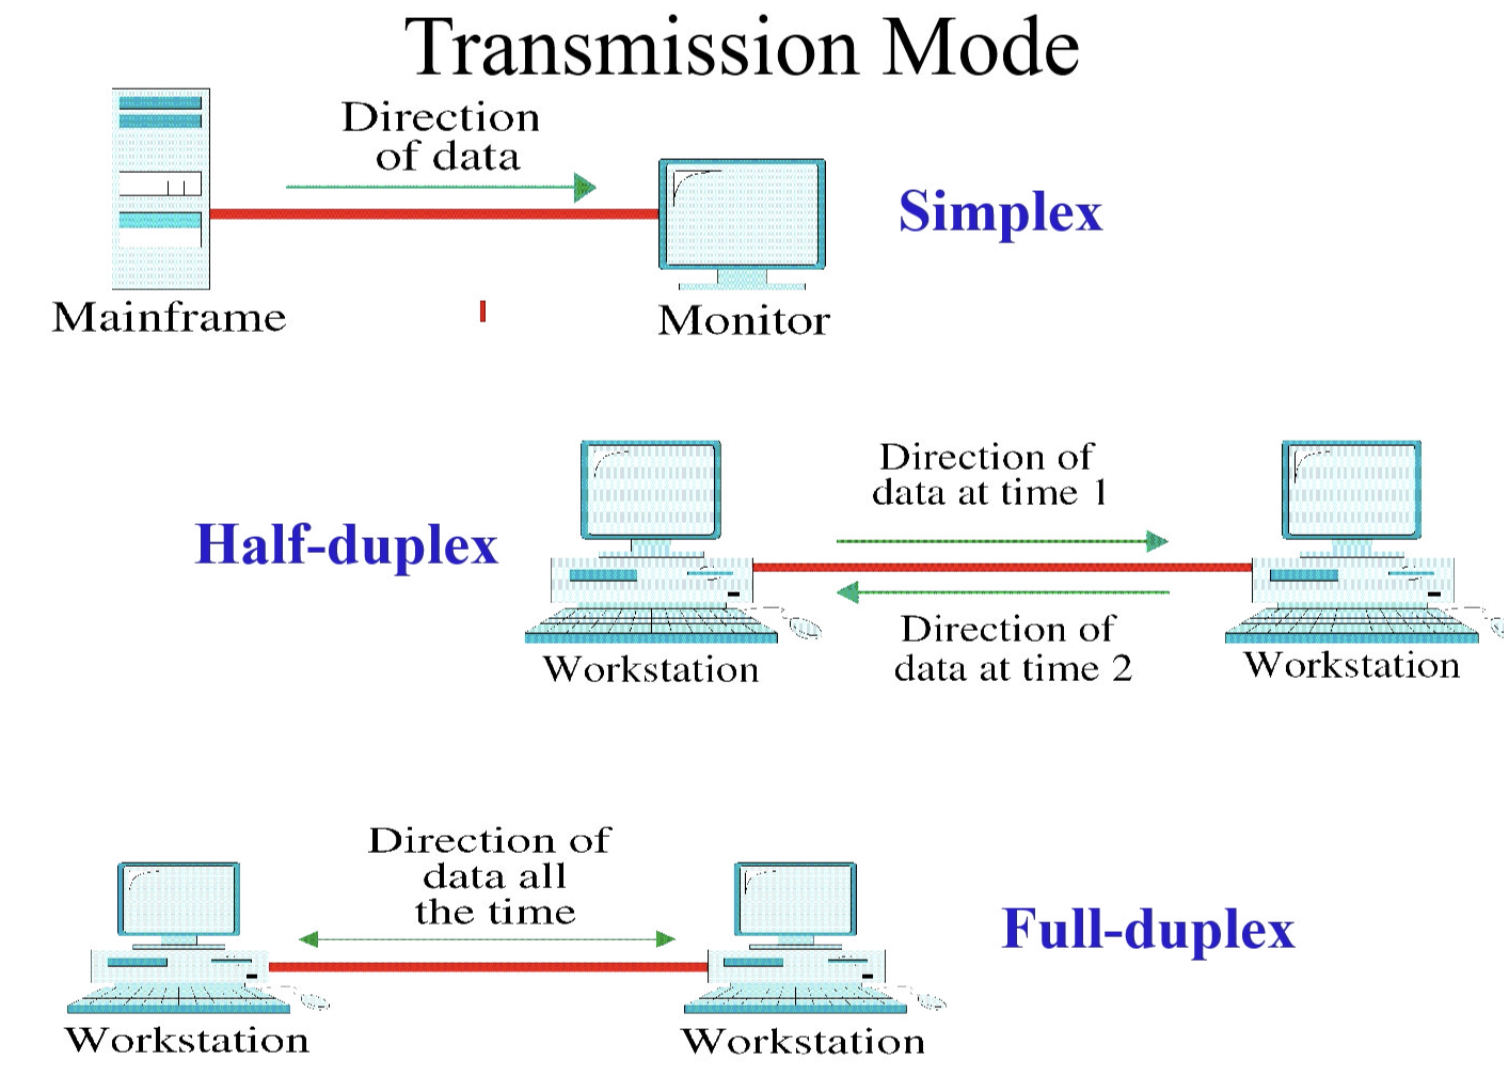 Transmission Mode
Direction
of data
Simplex
Mainframe
Monitor
Direction of
data at time 1
Half-duplex
Direction of
data at time 2
Workstation
Workstation
Direction of
data all
the time
Full-duplex
Workstation
Workstation